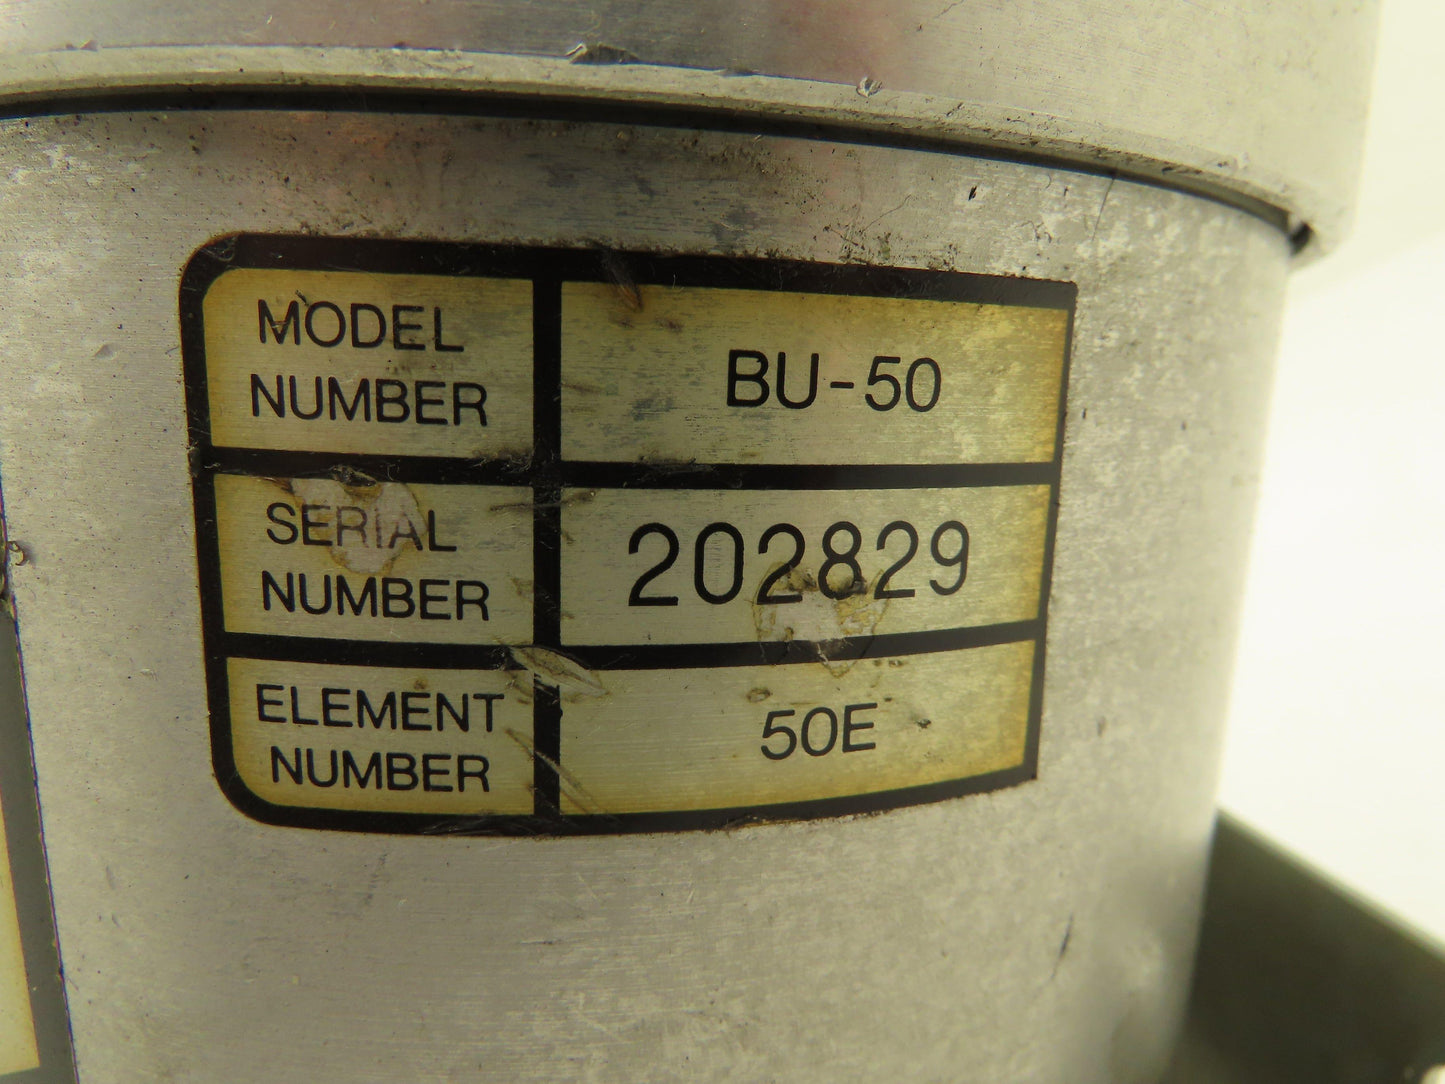 MODEL
NUMBER
BU-50
SERIAL
NUMBER
202829
ELEMENT
NUMBER
50E